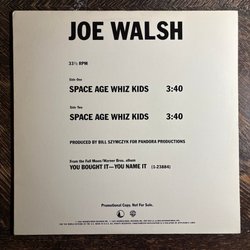 JOE WALSH
33⅓ RPM
Side One
SPACE AGE WHIZ KIDS 3:40
Side Two
SPACE AGE WHIZ KIDS 3:40
PRODUCED BY BILL SZYMCZYK FOR PANDORA PRODUCTIONS
From the Full Moon/Warner Bros. album
YOU BOUGHT IT—YOU NAME IT (1-23884)
Promotional Copy. Not For Sale.